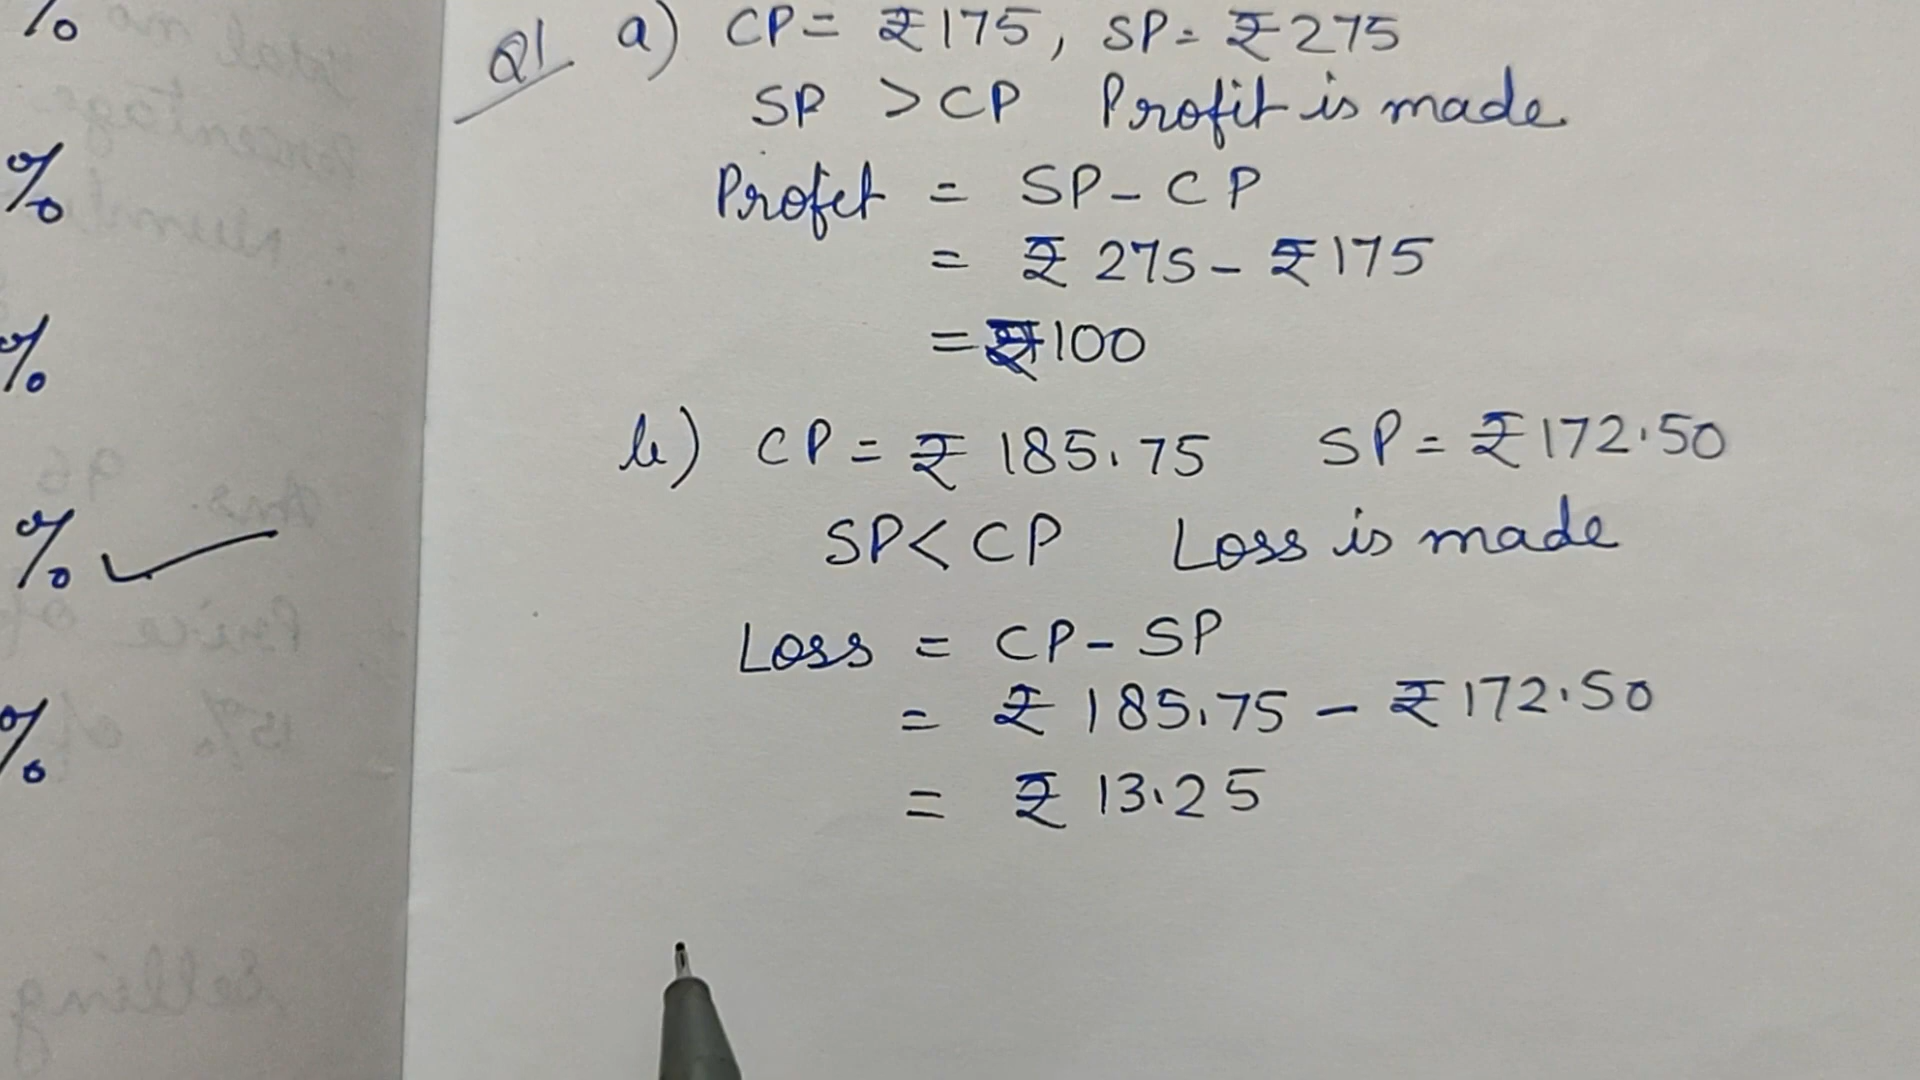 %
%
%
%
%
Q1 a) CP = ₹175, SP = ₹275
SP > CP Profit is made
Profit = SP - CP
= ₹ 275 - ₹175
= ₹100
b) CP = ₹ 185.75 SP = ₹172.50
SP < CP Loss is made
Loss = CP - SP
= ₹ 185.75 - ₹172.50
= ₹ 13.25